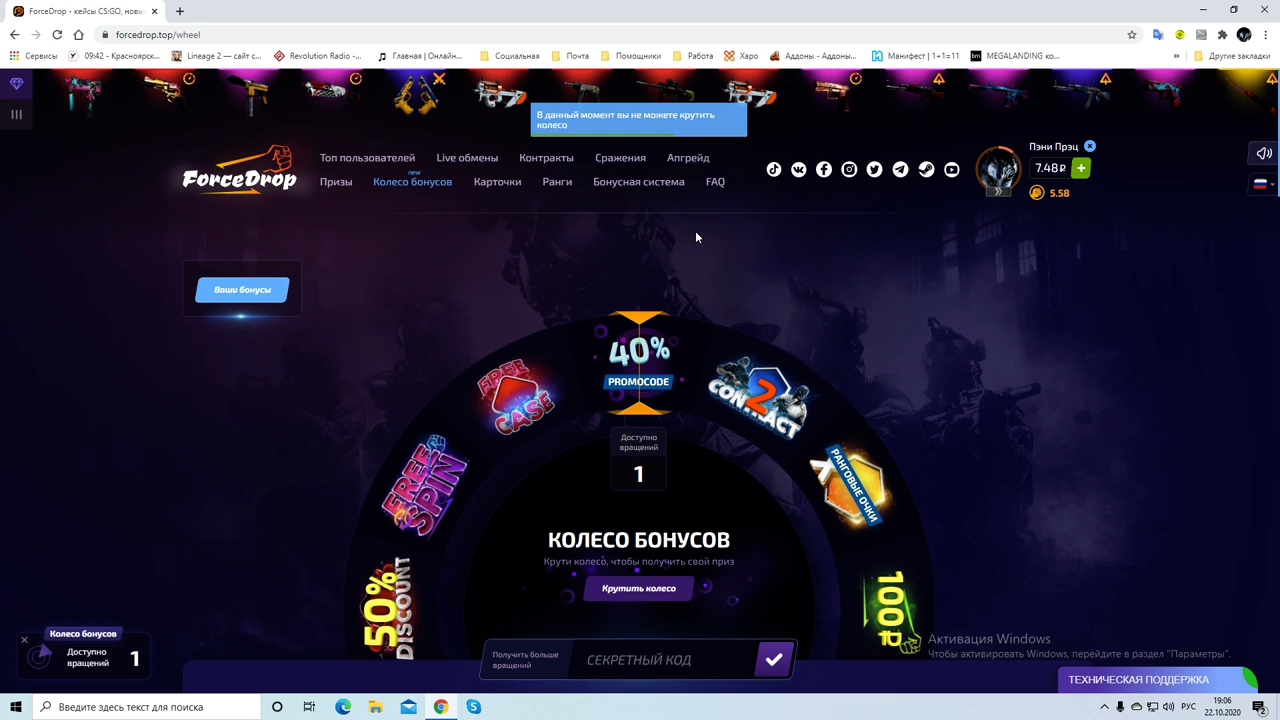 ForceDrop - кейсы CS:GO, новы
forcedrop.top/wheel
Сервисы
09:42 - Красноярск...
Lineage 2 — сайт с...
Revolution Radio -...
Главная | Онлайн...
Социальная
Почта
Помощники
Работа
Харо
Аддоны - Аддоны...
Манифест | 1+1=11
MEGALANDING ко...
»
Другие закладки
В данный момент вы не можете крутить
колесо
ForceDrop
Топ пользователей
Live обмены
Контракты
Сражения
Апгрейд
new
Призы
Колесо бонусов
Карточки
Ранги
Бонусная система
FAQ
Пэни Прэц
7.48 ₽
+
5.58
Ваши бонусы
40%
PROMOCODE
FREE
CASE
2
CONTRACT
FREE
SPIN
РАНГОВЫЕ ОЧКИ
50%
DISCOUNT
100₽
Доступно
вращений
1
КОЛЕСО БОНУСОВ
Крути колесо, чтобы получить свой приз
Крутить колесо
Колесо бонусов
Доступно
вращений
1
Получить больше
вращений
СЕКРЕТНЫЙ КОД
Активация Windows
Чтобы активировать Windows, перейдите в раздел "Параметры".
ТЕХНИЧЕСКАЯ ПОДДЕРЖКА
Введите здесь текст для поиска
РУС
19:06
22.10.2020
2